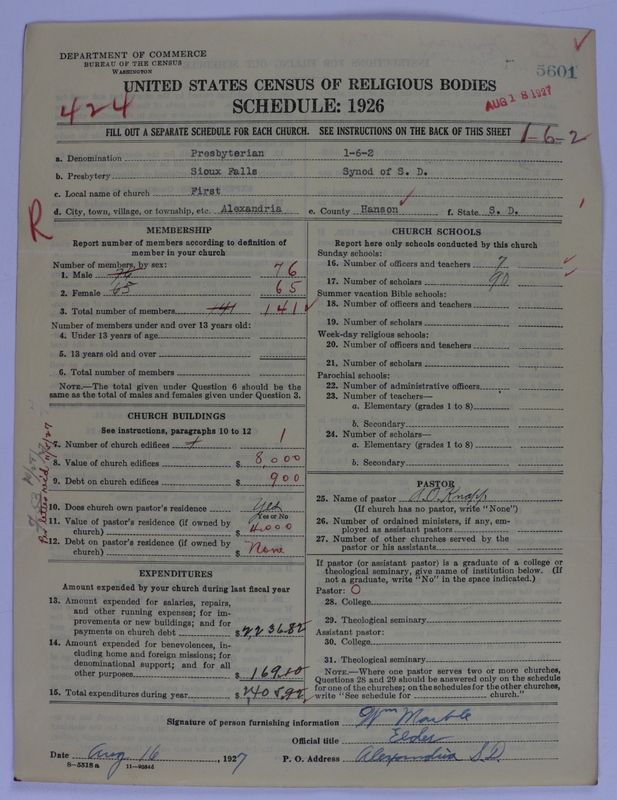 DEPARTMENT OF COMMERCE
BUREAU OF THE CENSUS
WASHINGTON
5601
UNITED STATES CENSUS OF RELIGIOUS BODIES
SCHEDULE: 1926
424
AUG 18 1927
FILL OUT A SEPARATE SCHEDULE FOR EACH CHURCH. SEE INSTRUCTIONS ON THE BACK OF THIS SHEET
1-6-2
a. Denomination Presbyterian 1-6-2
b. Presbytery Sioux Falls Synod of S. D.
c. Local name of church First
d. City, town, village, or township, etc. Alexandria e. County Hanson f. State S. D.
R
MEMBERSHIP
Report number of members according to definition of
member in your church
Number of members, by sex:
1. Male 76 76
2. Female 65 65
3. Total number of members 141 141
Number of members under and over 13 years old:
4. Under 13 years of age
5. 13 years old and over
6. Total number of members
NOTE.—The total given under Question 6 should be
same as the total of males and females given under Question 3.
CHURCH BUILDINGS
See instructions, paragraphs 10 to 12
7. Number of church edifices 1 1
8. Value of church edifices $ 8,000
9. Debt on church edifices $ 900
10. Does church own pastor's residence Yes
Yes or No
11. Value of pastor's residence (if owned by
church) $ 4,000
12. Debt on pastor's residence (if owned by
church) $ None
EXPENDITURES
Amount expended by your church during last fiscal year
13. Amount expended for salaries, repairs,
and other running expenses; for im-
provements or new buildings; and for
payments on church debt $ 2236.82
14. Amount expended for benevolences, in-
cluding home and foreign missions; for
denominational support; and for all
other purposes $ 169.10
15. Total expenditures during year $ 2405.92
CHURCH SCHOOLS
Report here only schools conducted by this church
Sunday schools:
16. Number of officers and teachers 7
17. Number of scholars 90
Summer vacation Bible schools:
18. Number of officers and teachers
19. Number of scholars
Week-day religious schools:
20. Number of officers and teachers
21. Number of scholars
Parochial schools:
22. Number of administrative officers
23. Number of teachers—
a. Elementary (grades 1 to 8)
b. Secondary
24. Number of scholars—
a. Elementary (grades 1 to 8)
b. Secondary
PASTOR
25. Name of pastor Knapp
(If church has no pastor, write "None")
26. Number of ordained ministers, if any, em-
ployed as assistant pastors
27. Number of other churches served by the
pastor or his assistants
If pastor (or assistant pastor) is a graduate of a college or
theological seminary, give name of institution below. (If
not a graduate, write "No" in the space indicated.)
Pastor: O
28. College
29. Theological seminary
Assistant pastor:
30. College
31. Theological seminary
NOTE.—Where one pastor serves two or more churches,
Questions 28 and 29 should be answered only on the schedule
for one of the churches; on the schedules for the other churches,
write "See schedule for church."
Signature of person furnishing information Wm Marble
Official title Elder
Date Aug 16, 1927 P. O. Address Alexandria S.D.